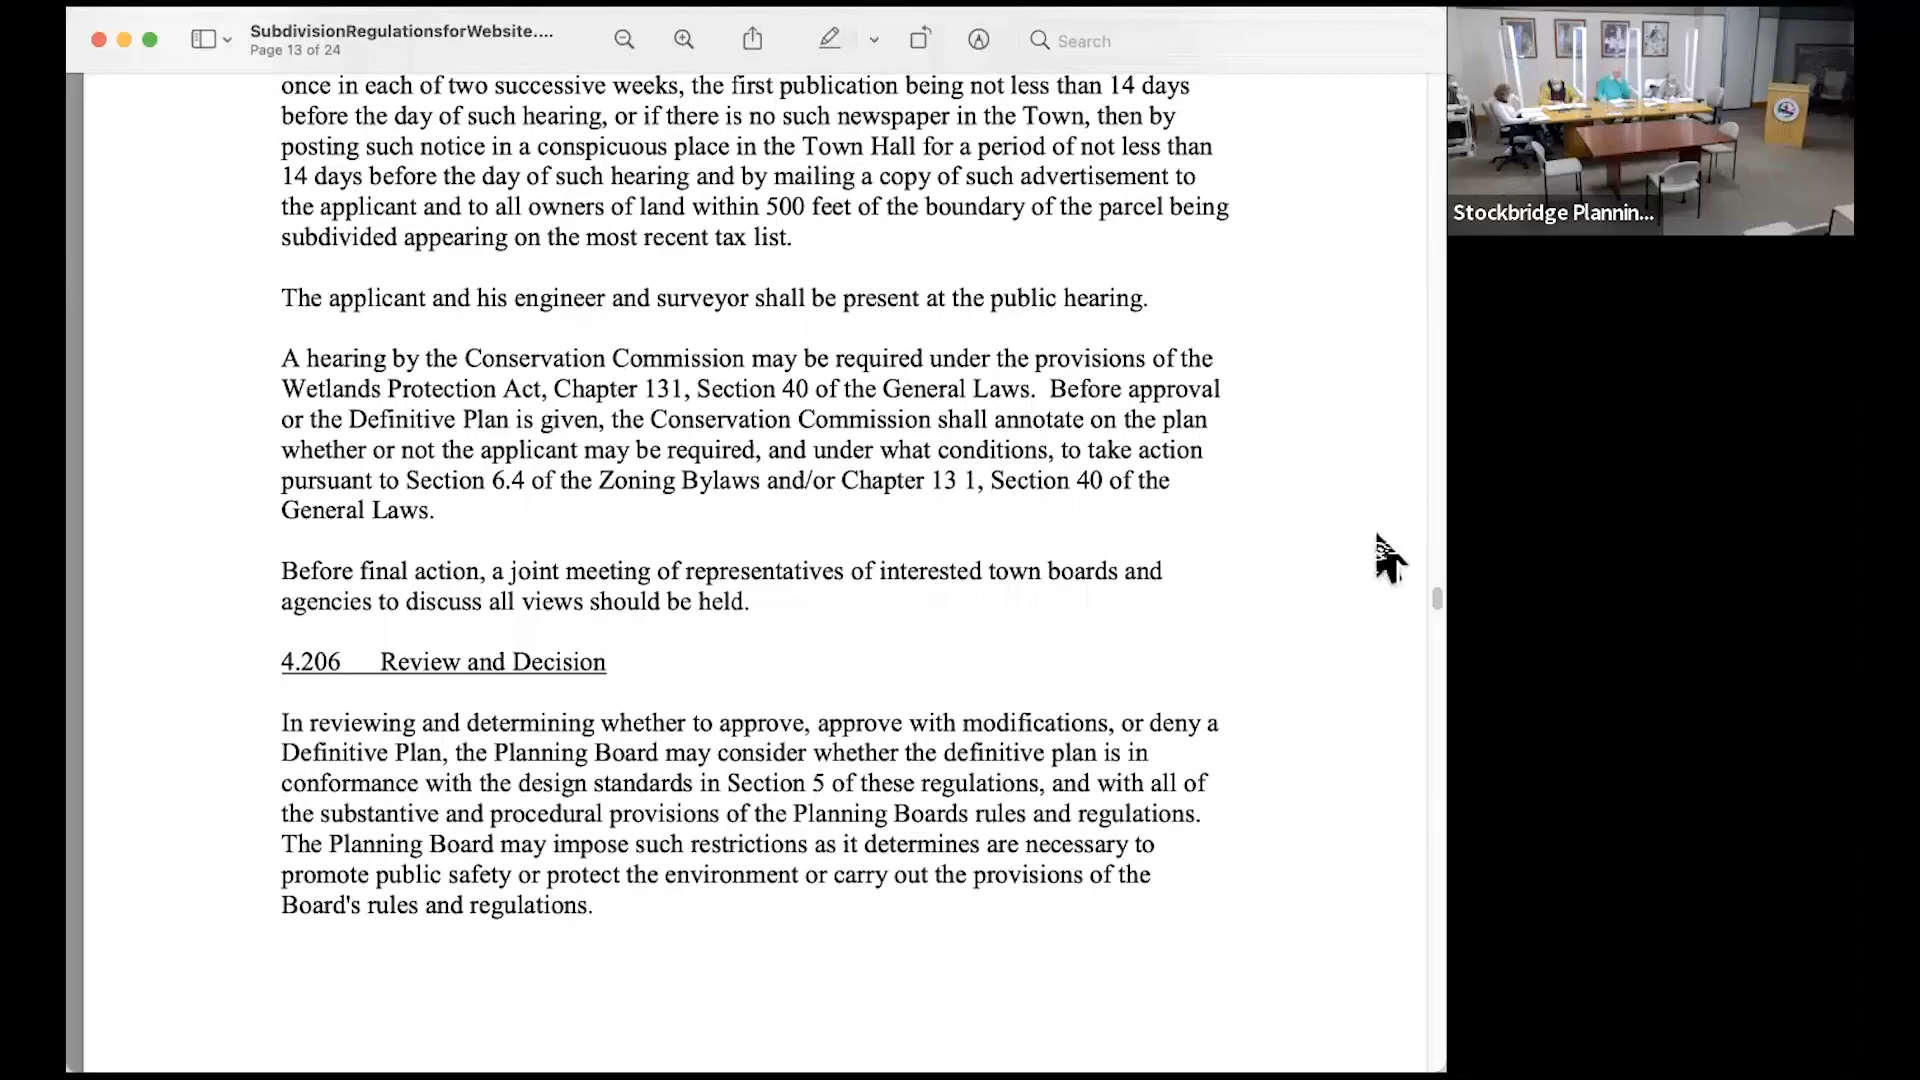 SubdivisionRegulationsforWebsite....
Page 13 of 24
Search
once in each of two successive weeks, the first publication being not less than 14 days
before the day of such hearing, or if there is no such newspaper in the Town, then by
posting such notice in a conspicuous place in the Town Hall for a period of not less than
14 days before the day of such hearing and by mailing a copy of such advertisement to
the applicant and to all owners of land within 500 feet of the boundary of the parcel being
subdivided appearing on the most recent tax list.
The applicant and his engineer and surveyor shall be present at the public hearing.
A hearing by the Conservation Commission may be required under the provisions of the
Wetlands Protection Act, Chapter 131, Section 40 of the General Laws.  Before approval
or the Definitive Plan is given, the Conservation Commission shall annotate on the plan
whether or not the applicant may be required, and under what conditions, to take action
pursuant to Section 6.4 of the Zoning Bylaws and/or Chapter 13 1, Section 40 of the
General Laws.
Before final action, a joint meeting of representatives of interested town boards and
agencies to discuss all views should be held.
4.206 Review and Decision
In reviewing and determining whether to approve, approve with modifications, or deny a
Definitive Plan, the Planning Board may consider whether the definitive plan is in
conformance with the design standards in Section 5 of these regulations, and with all of
the substantive and procedural provisions of the Planning Boards rules and regulations.
The Planning Board may impose such restrictions as it determines are necessary to
promote public safety or protect the environment or carry out the provisions of the
Board's rules and regulations.
Stockbridge Plannin...